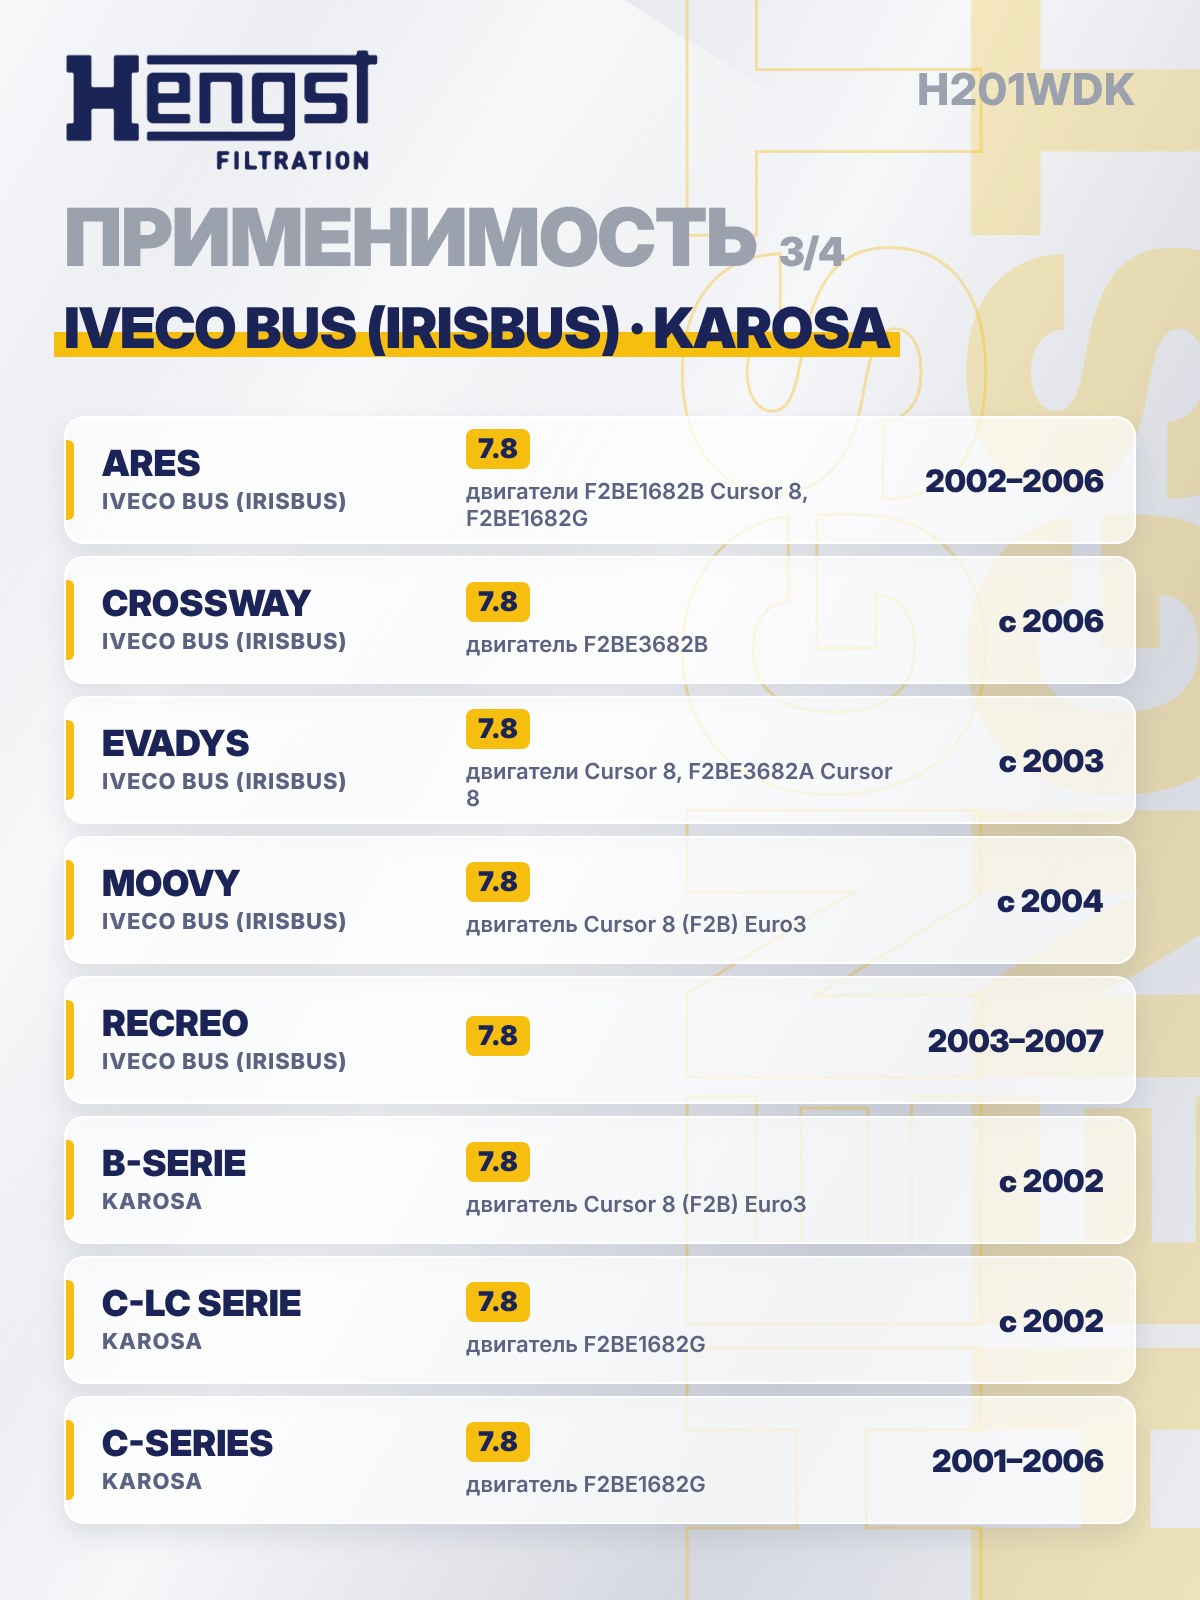 Hengst
FILTRATION
H201WDK
ПРИМЕНИМОСТЬ 3/4
IVECO BUS (IRISBUS) · KAROSA
ARES
IVECO BUS (IRISBUS)
7.8
двигатели F2BE1682B Cursor 8,
F2BE1682G
2002–2006
CROSSWAY
IVECO BUS (IRISBUS)
7.8
двигатель F2BE3682B
с 2006
EVADYS
IVECO BUS (IRISBUS)
7.8
двигатели Cursor 8, F2BE3682A Cursor
8
с 2003
MOOVY
IVECO BUS (IRISBUS)
7.8
двигатель Cursor 8 (F2B) Euro3
с 2004
RECREO
IVECO BUS (IRISBUS)
7.8
2003–2007
B-SERIE
KAROSA
7.8
двигатель Cursor 8 (F2B) Euro3
с 2002
C-LC SERIE
KAROSA
7.8
двигатель F2BE1682G
с 2002
C-SERIES
KAROSA
7.8
двигатель F2BE1682G
2001–2006
HENGST
HENGST